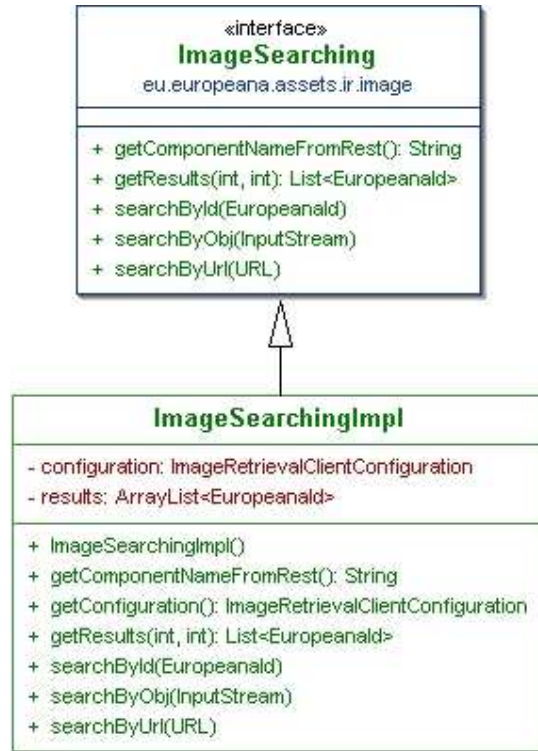 «interface»
ImageSearching
eu.europeana.assets.ir.image
+ getComponentNameFromRest(): String
+ getResults(int, int): List<EuropeanaId>
+ searchById(EuropeanaId)
+ searchByObj(InputStream)
+ searchByUrl(URL)
ImageSearchingImpl
- configuration: ImageRetrievalClientConfiguration
- results: ArrayList<EuropeanaId>
+ ImageSearchingImpl()
+ getComponentNameFromRest(): String
+ getConfiguration(): ImageRetrievalClientConfiguration
+ getResults(int, int): List<EuropeanaId>
+ searchById(EuropeanaId)
+ searchByObj(InputStream)
+ searchByUrl(URL)